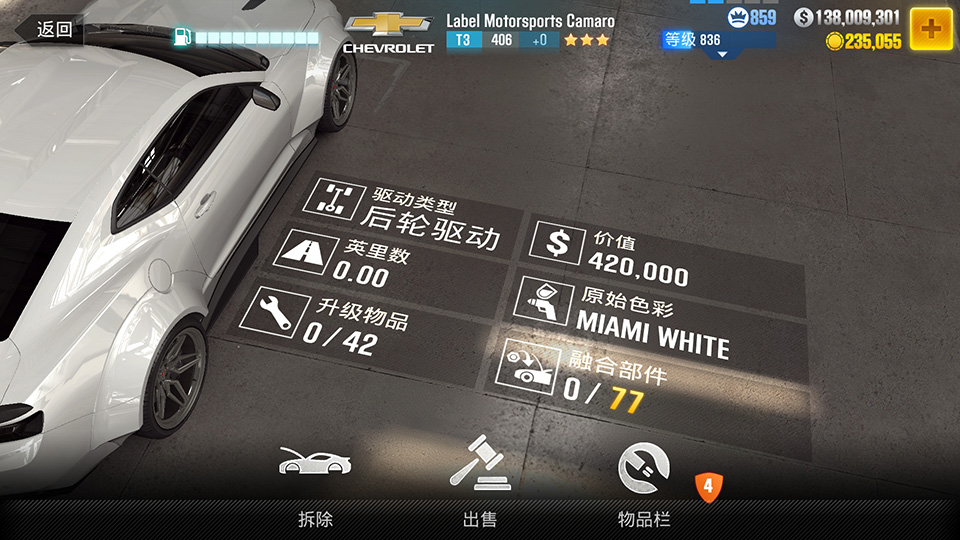 返回
CHEVROLET
Label Motorsports Camaro
T3 406 +0
859
138,009,301
等级 836
235,055
驱动类型
后轮驱动
英里数
0.00
升级物品
0/42
价值
420,000
原始色彩
MIAMI WHITE
融合部件
0/77
4
拆除
出售
物品栏